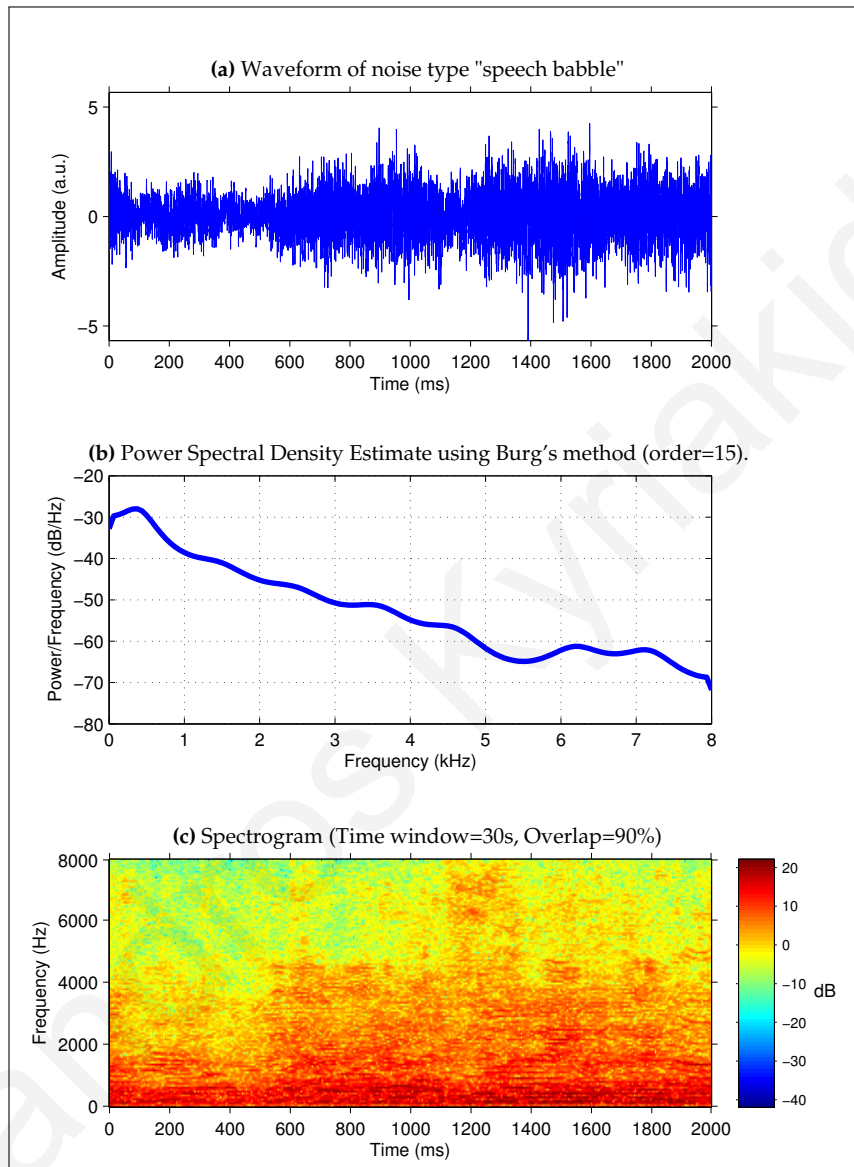 (a) Waveform of noise type "speech babble"
5
0
−5
Amplitude (a.u.)
0 200 400 600 800 1000 1200 1400 1600 1800 2000
Time (ms)
(b) Power Spectral Density Estimate using Burg's method (order=15).
−20
−30
−40
−50
−60
−70
−80
Power/Frequency (dB/Hz)
0 1 2 3 4 5 6 7 8
Frequency (kHz)
(c) Spectrogram (Time window=30s, Overlap=90%)
8000
6000
4000
2000
0
Frequency (Hz)
0 200 400 600 800 1000 1200 1400 1600 1800 2000
Time (ms)
20
10
0
−10
−20
−30
−40
dB